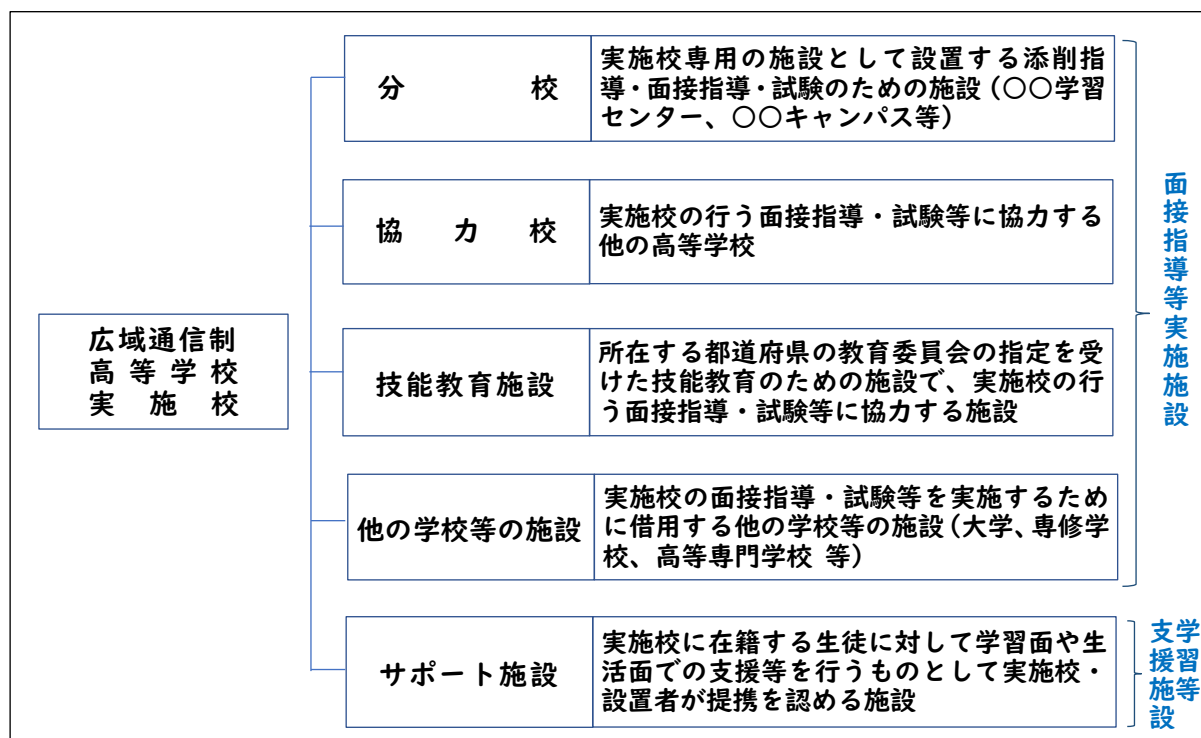 分校
実施校専用の施設として設置する添削指
導・面接指導・試験のための施設（○○学習
センター、○○キャンパス等）
協力校
実施校の行う面接指導・試験等に協力する
他の高等学校
広域通信制
高等学校
実施校
技能教育施設
所在する都道府県の教育委員会の指定を受
けた技能教育のための施設で、実施校の行
う面接指導・試験等に協力する施設
他の学校等の施設
実施校の面接指導・試験等を実施するため
に借用する他の学校等の施設（大学、専修学
校、高等専門学校 等）
サポート施設
実施校に在籍する生徒に対して学習面や生
活面での支援等を行うものとして実施校・
設置者が提携を認める施設
面接指導等実施施設
学習等
支援施設